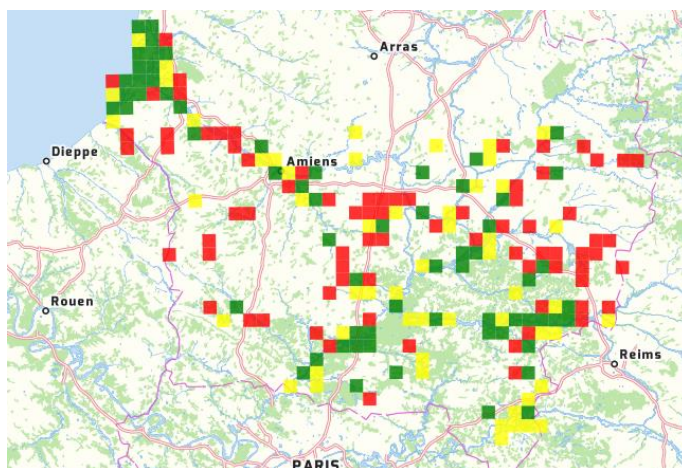 Arras
Dieppe
Amiens
Rouen
Reims
PARIS